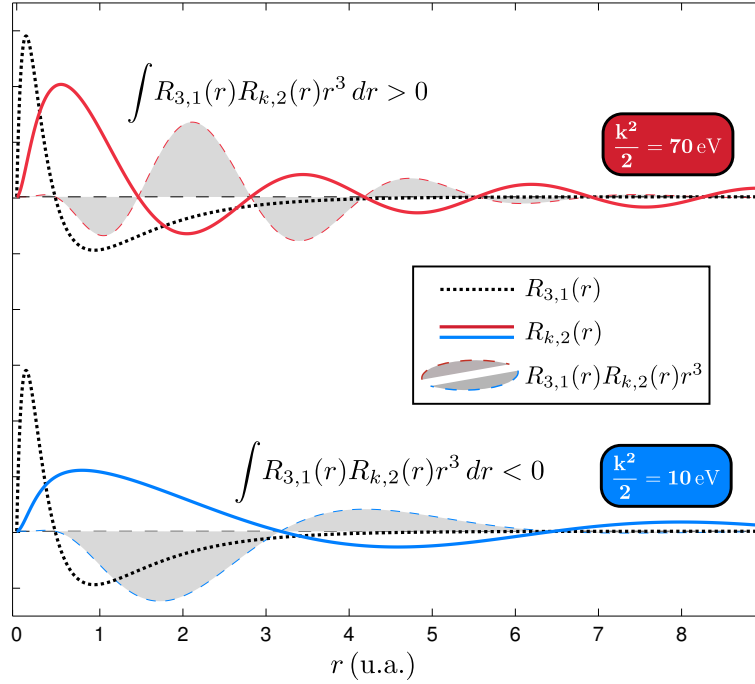 ∫ R₃,₁(r)Rₖ,₂(r)r³ dr > 0
k²/2 = 70 eV
R₃,₁(r)
Rₖ,₂(r)
R₃,₁(r)Rₖ,₂(r)r³
∫ R₃,₁(r)Rₖ,₂(r)r³ dr < 0
k²/2 = 10 eV
0 1 2 3 4 5 6 7 8
r (u.a.)